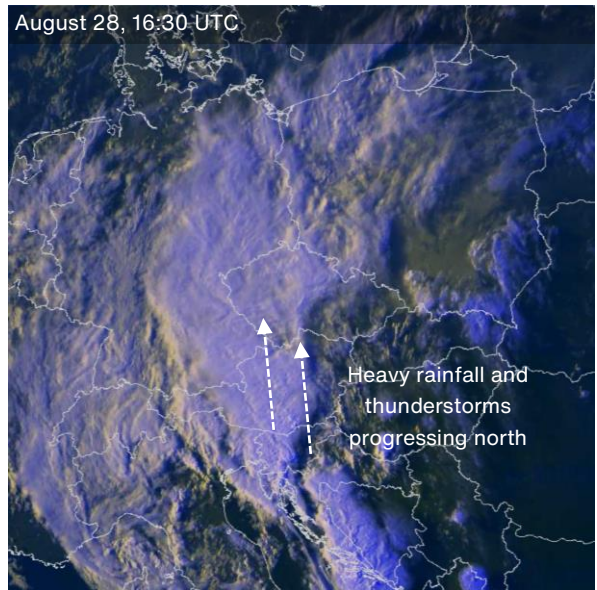 August 28, 16:30 UTC
Heavy rainfall and
thunderstorms
progressing north